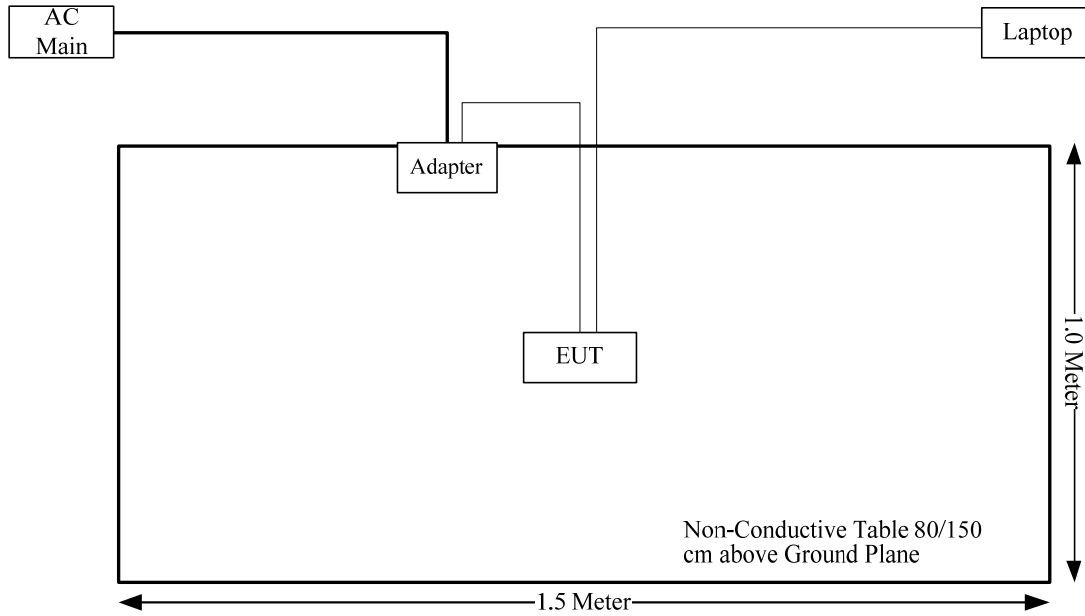 AC
Main
Laptop
Adapter
EUT
1.0 Meter
Non-Conductive Table 80/150
cm above Ground Plane
1.5 Meter